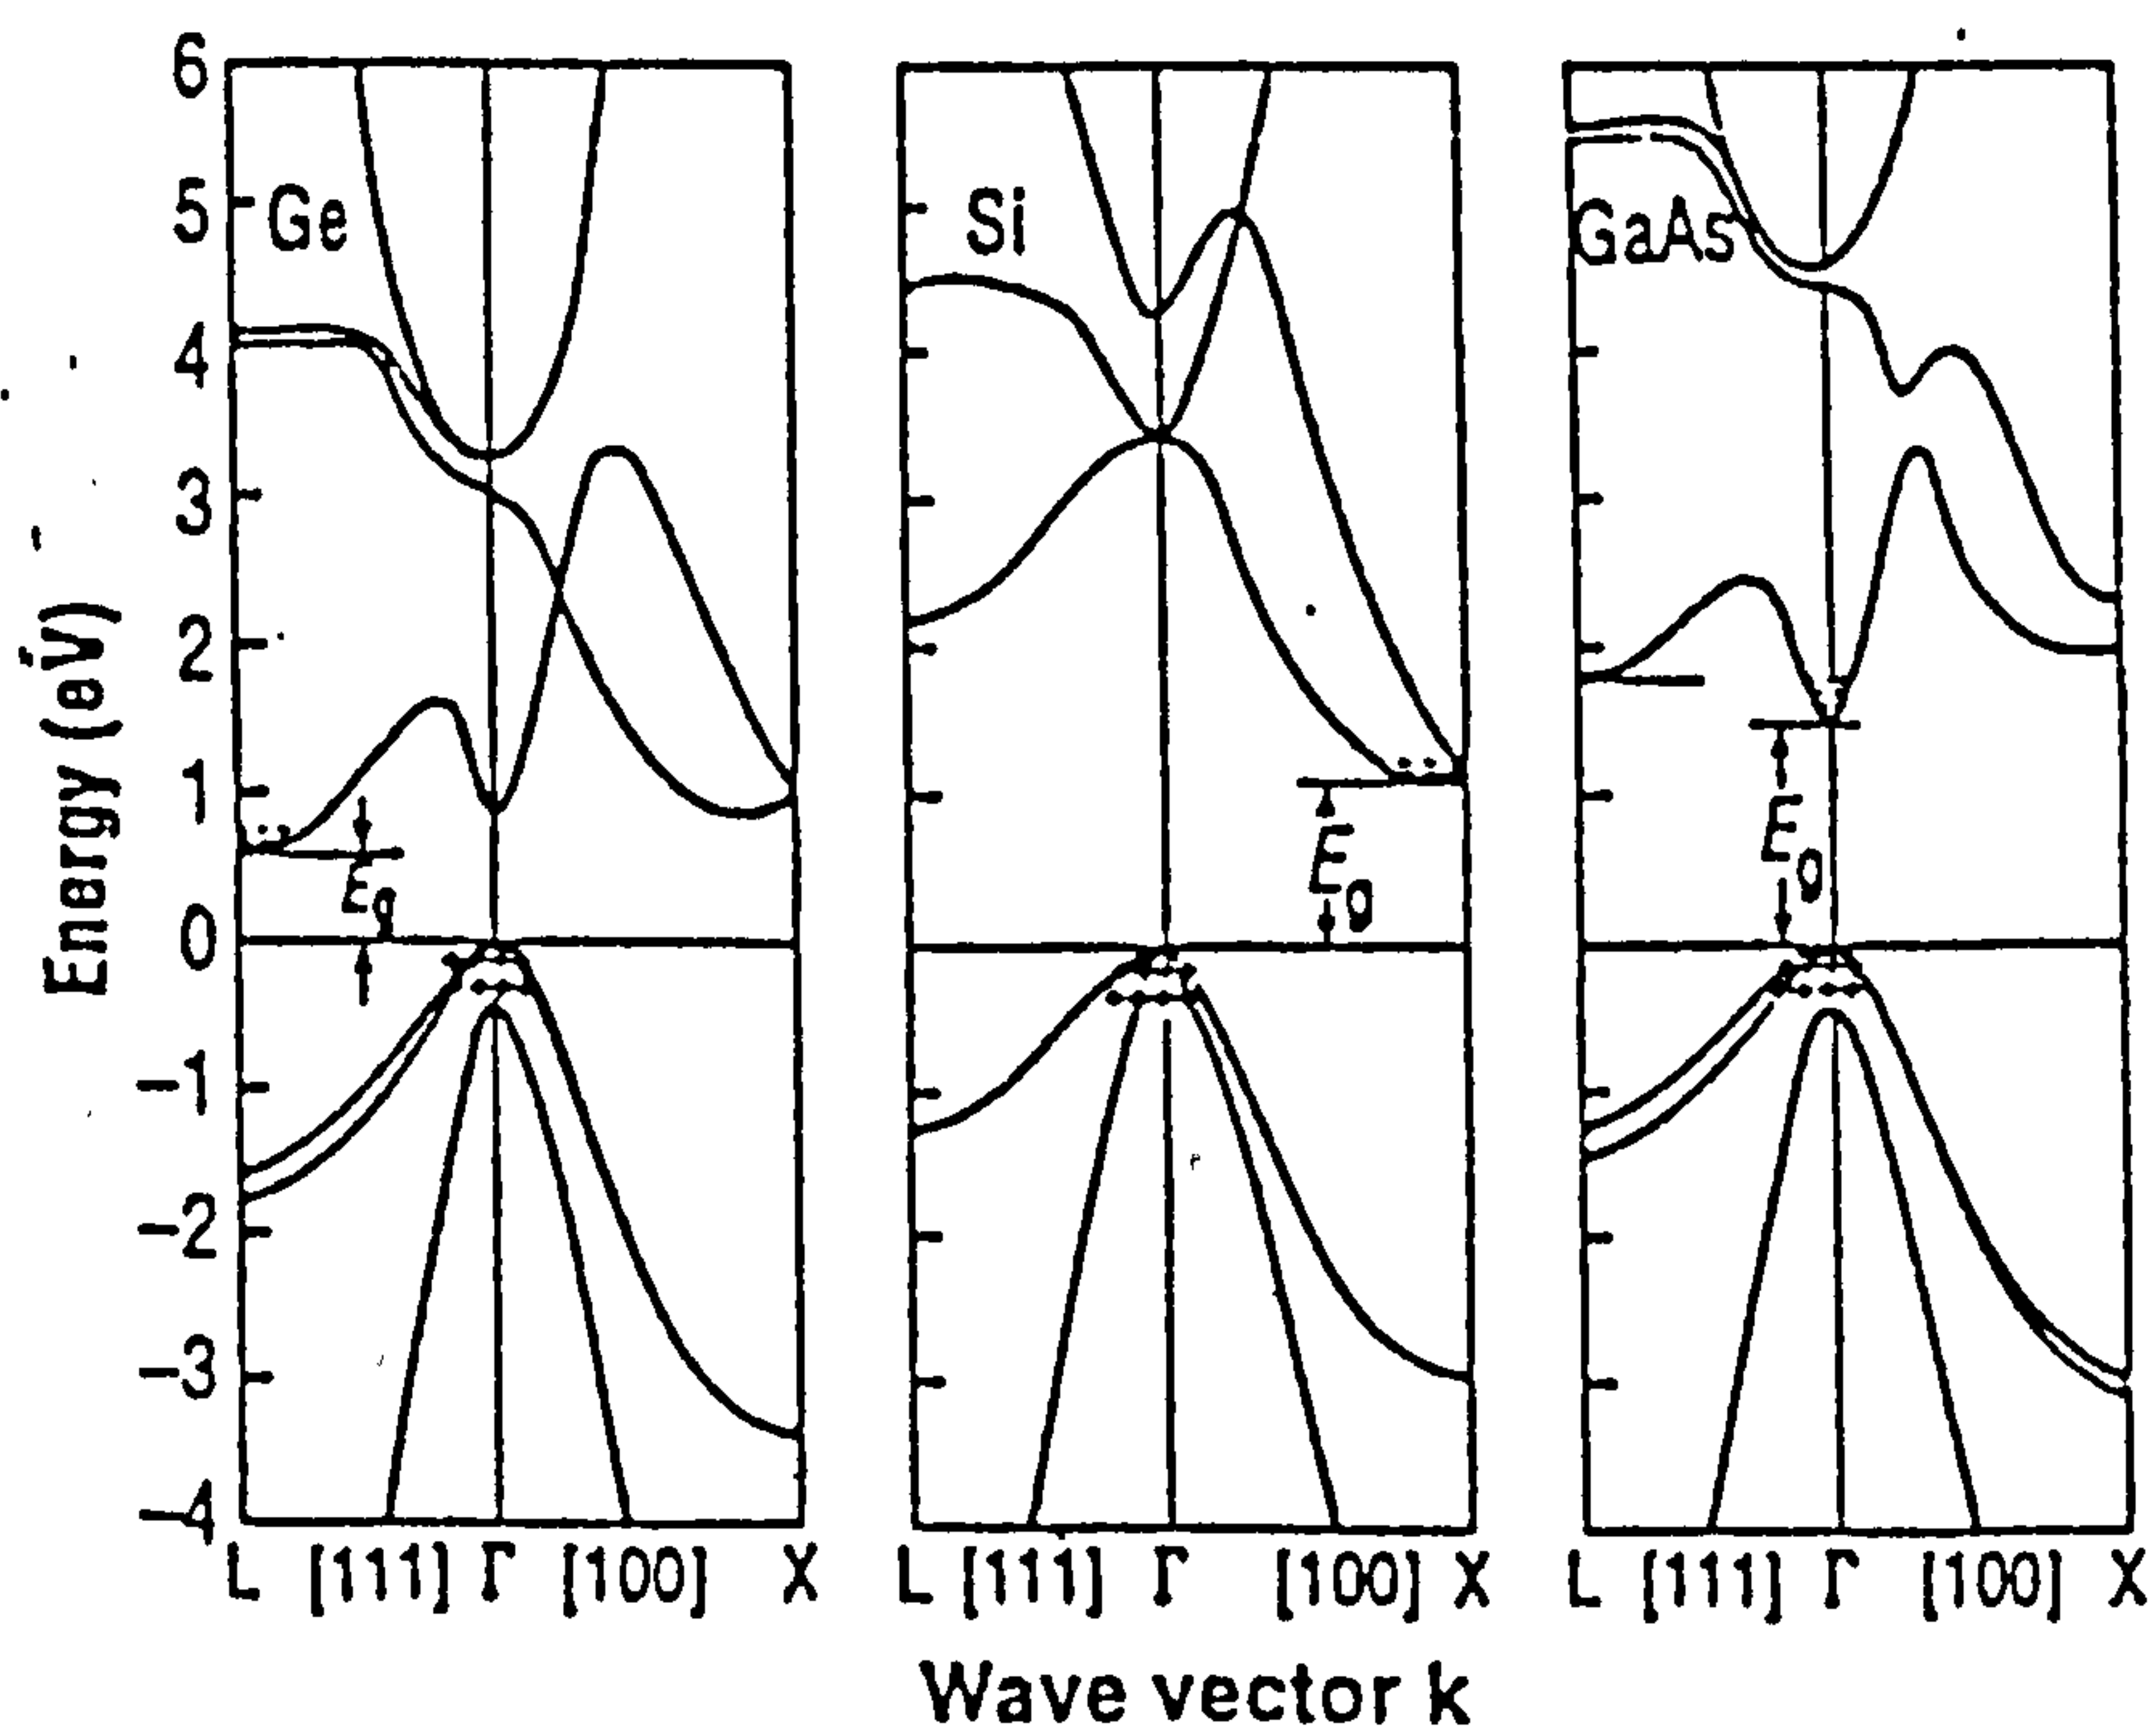 6
5
4
3
2
1
0
-1
-2
-3
-4
Energy (eV)
Ge
Si
GaAs
Eg
Eg
Eg
L [111] Γ [100] X
L [111] Γ [100] X
L [111] Γ [100] X
Wave vector k